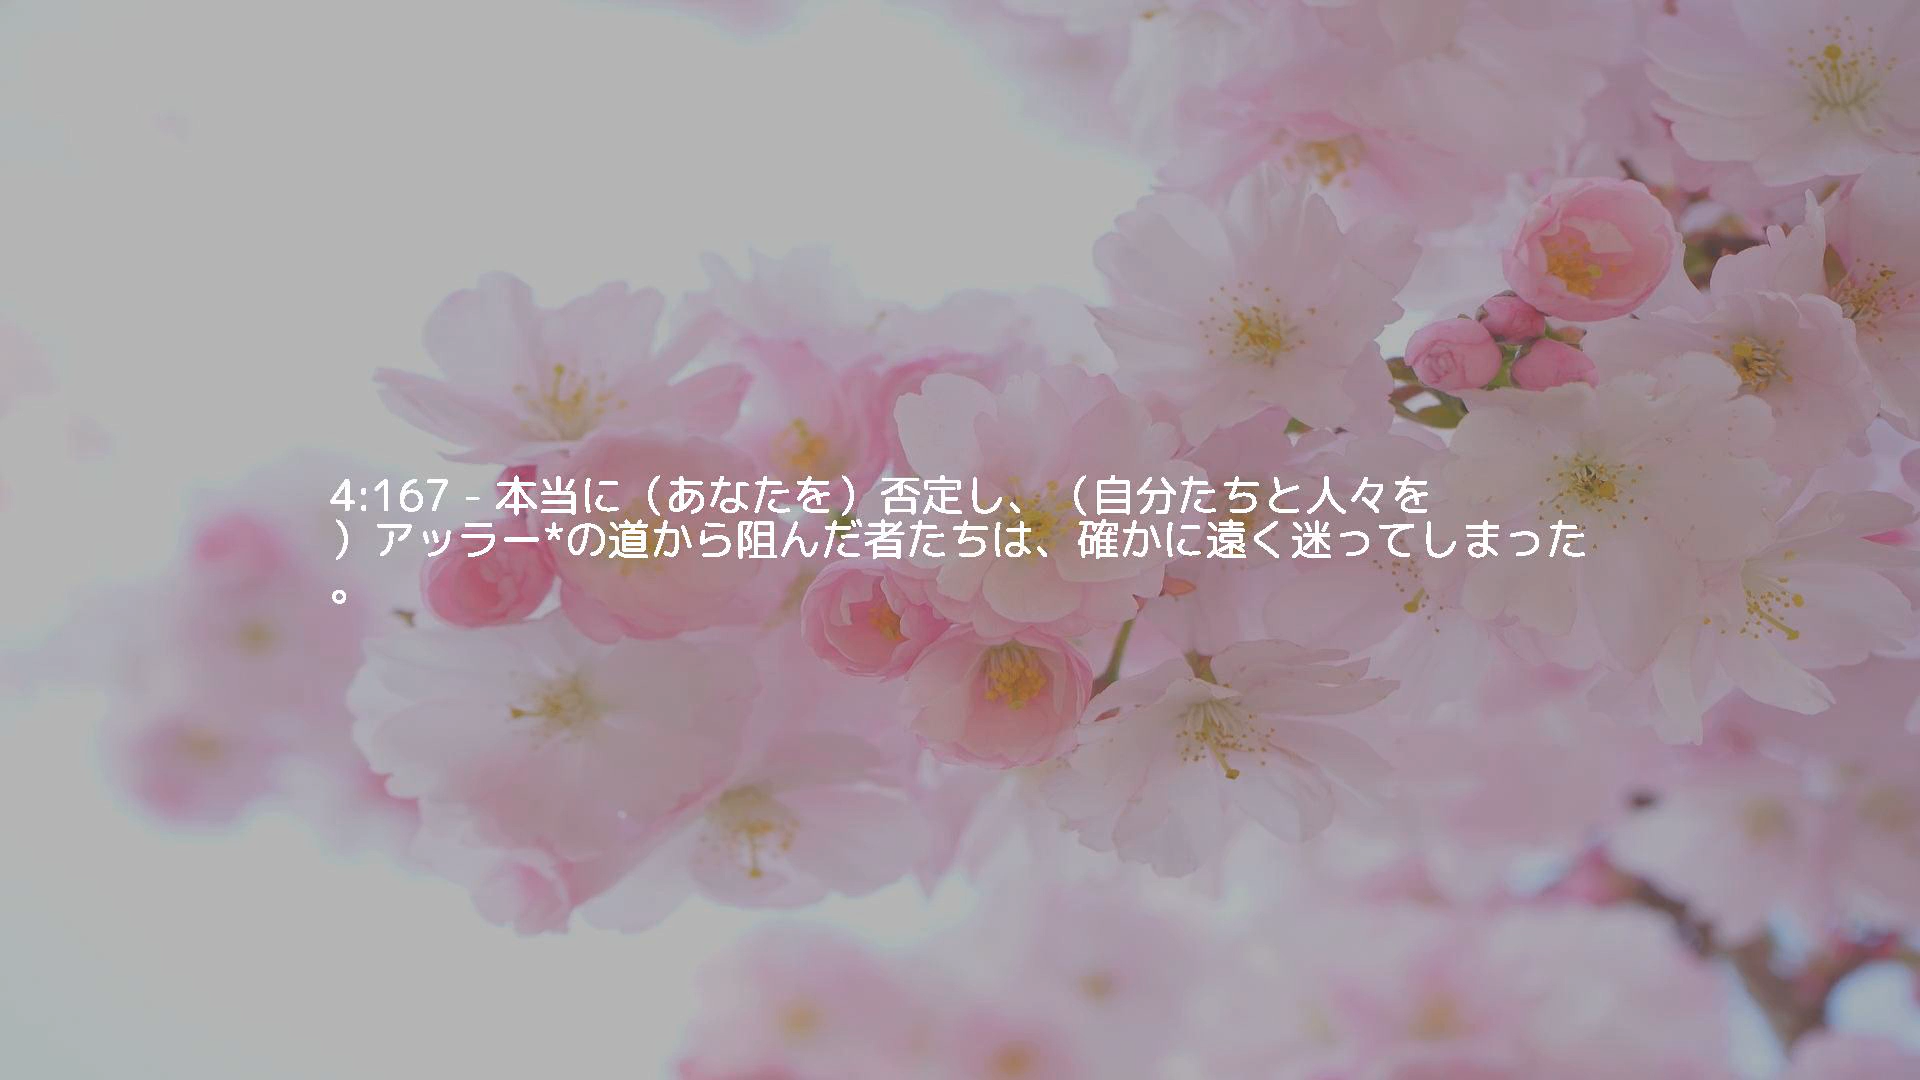 4:167 - 本当に（あなたを）否定し、（自分たちと人々を
）アッラー*の道から阻んだ者たちは、確かに遠く迷ってしまった
。